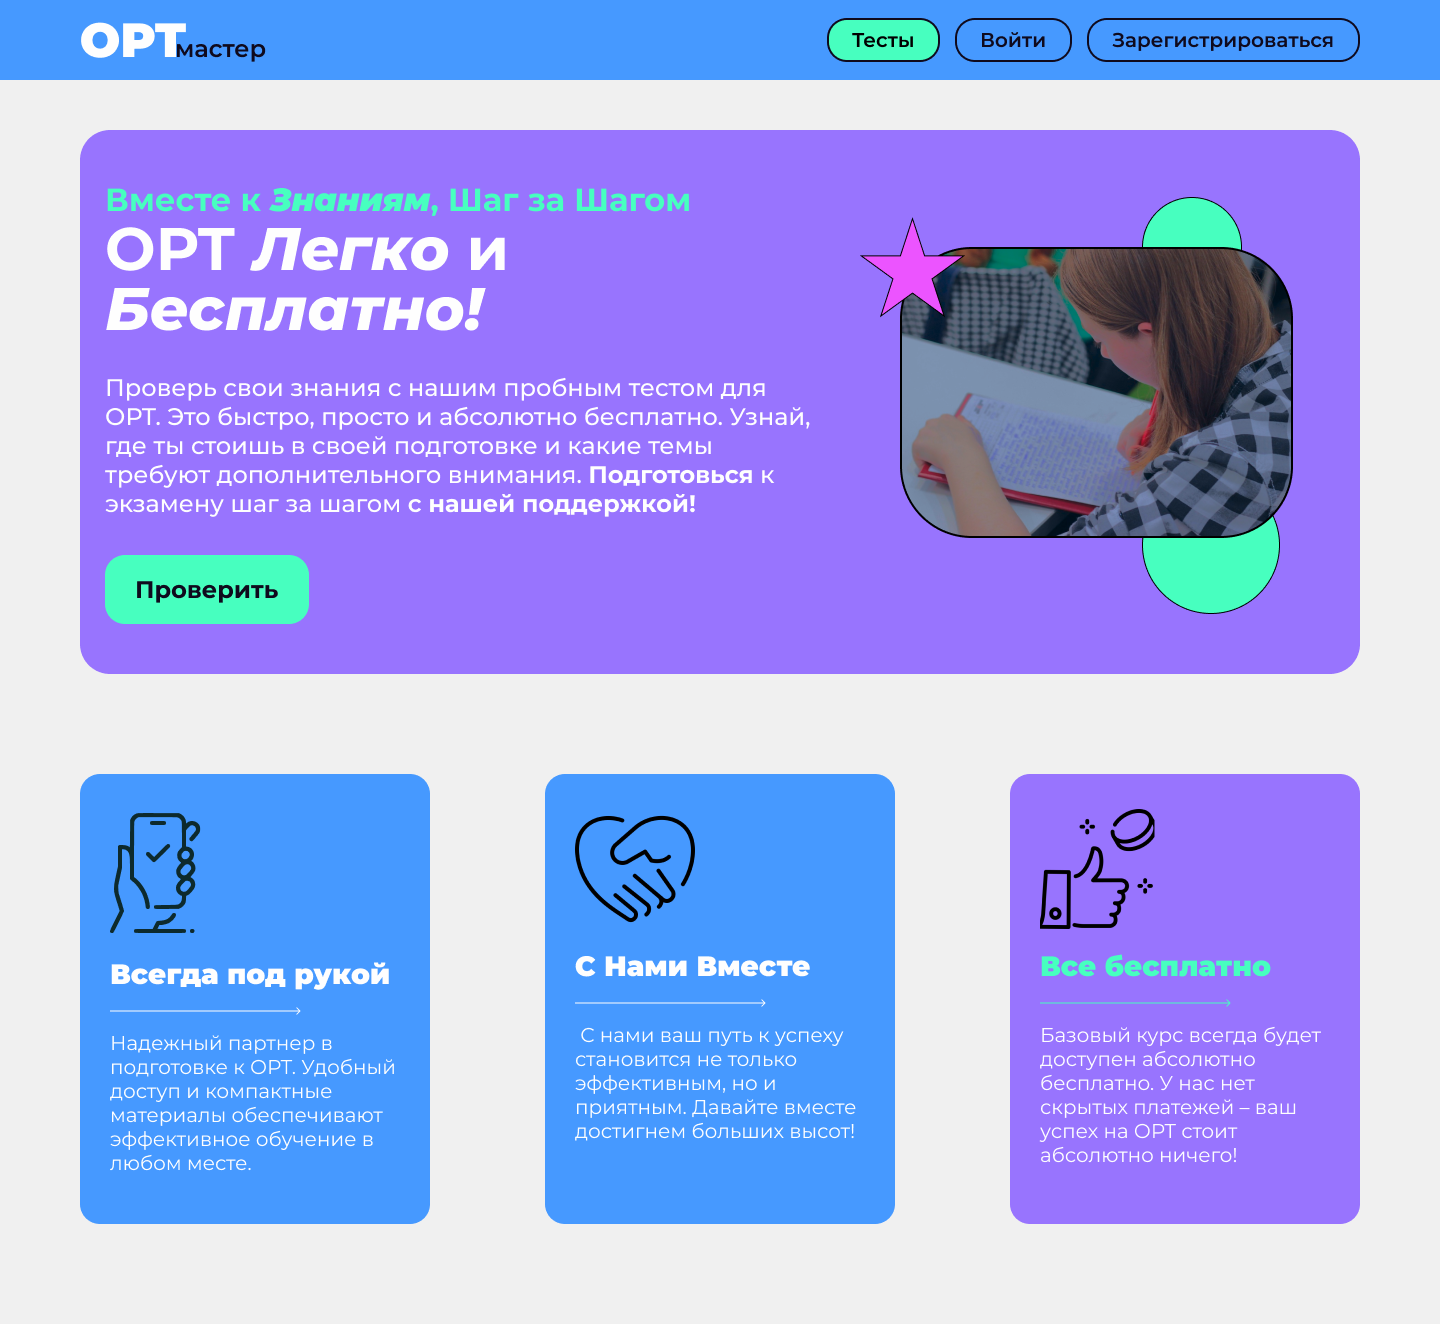 ОРТмастер
Тесты
Войти
Зарегистрироваться
Вместе к Знаниям, Шаг за Шагом
ОРТ Легко и
Бесплатно!
Проверь свои знания с нашим пробным тестом для
ОРТ. Это быстро, просто и абсолютно бесплатно. Узнай,
где ты стоишь в своей подготовке и какие темы
требуют дополнительного внимания. Подготовься к
экзамену шаг за шагом с нашей поддержкой!
Проверить
Всегда под рукой
Надежный партнер в
подготовке к ОРТ. Удобный
доступ и компактные
материалы обеспечивают
эффективное обучение в
любом месте.
С Нами Вместе
С нами ваш путь к успеху
становится не только
эффективным, но и
приятным. Давайте вместе
достигнем больших высот!
Все бесплатно
Базовый курс всегда будет
доступен абсолютно
бесплатно. У нас нет
скрытых платежей – ваш
успех на ОРТ стоит
абсолютно ничего!